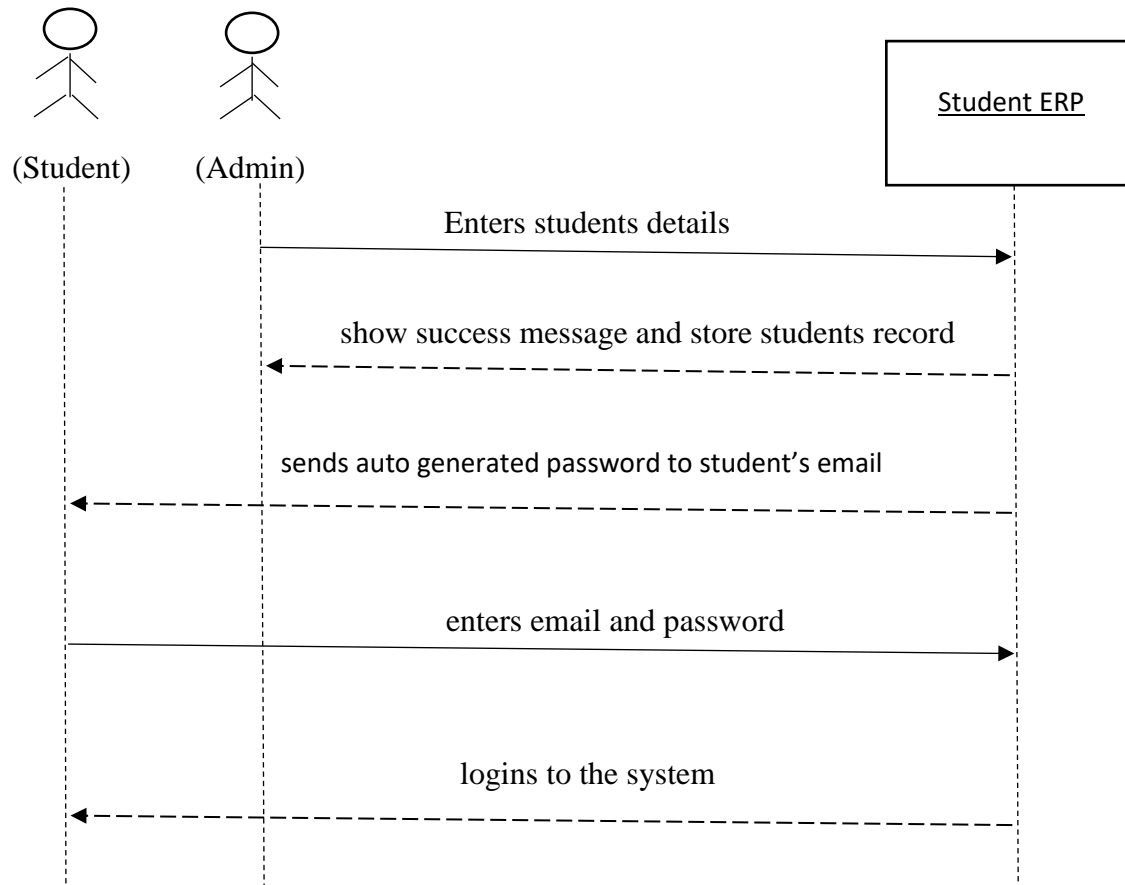 Student ERP
(Student)
(Admin)
Enters students details
show success message and store students record
sends auto generated password to student’s email
enters email and password
logins to the system